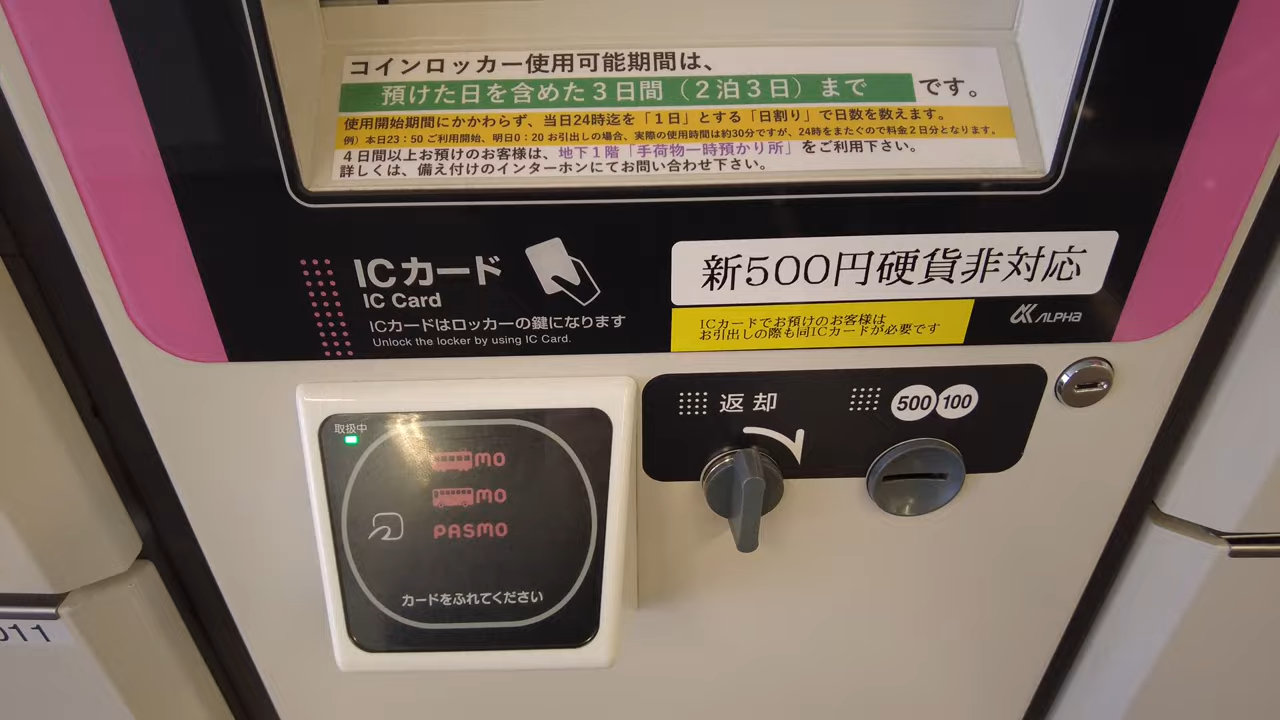 コインロッカー使用可能期間は、
預けた日を含めた３日間（２泊３日）まで です。
使用開始期間にかかわらず、当日24時迄を「１日」とする「日割り」で日数を数えます。
例）本日23：50ご利用開始、明日0：20お引出しの場合、実際の使用時間は約30分ですが、24時をまたぐので料金２日分となります。
４日間以上お預けのお客様は、地下１階「手荷物一時預かり所」をご利用下さい。
詳しくは、備え付けのインターホンにてお問い合わせ下さい。
ICカード
IC Card
ICカードはロッカーの鍵になります
Unlock the locker by using IC Card.
新500円硬貨非対応
ICカードでお預けのお客様は
お引出しの際も同ICカードが必要です
ALPHA
返却
500 100
取扱中
MO
MO
PASMO
カードをふれてください
011